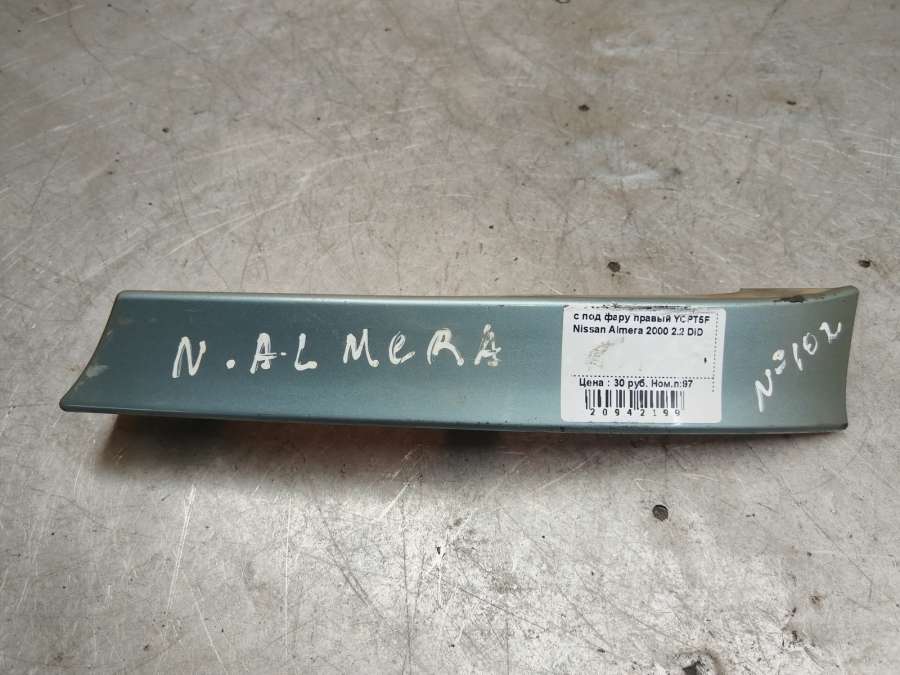 N. ALMERA
с под фару правый YCPT5F
Nissan Almera 2000 2.2 DID
Цена : 30 руб. Ном.п:97
20942199
N=102